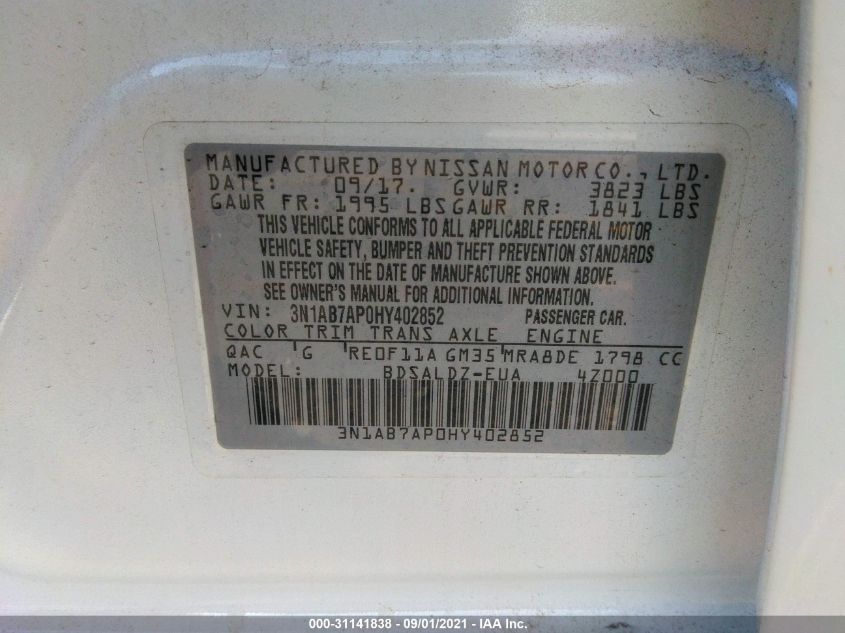 MANUFACTURED BY NISSAN MOTOR CO., LTD.
DATE: 09/17. GVWR: 3823 LBS
GAWR FR: 1995 LBS GAWR RR: 1841 LBS
THIS VEHICLE CONFORMS TO ALL APPLICABLE FEDERAL MOTOR
VEHICLE SAFETY, BUMPER AND THEFT PREVENTION STANDARDS
IN EFFECT ON THE DATE OF MANUFACTURE SHOWN ABOVE.
SEE OWNER'S MANUAL FOR ADDITIONAL INFORMATION.
VIN: 3N1AB7AP0HY402852 PASSENGER CAR.
COLOR TRIM TRANS AXLE ENGINE
QAC G RE0F11A GM35 MRA8DE 1798 CC
MODEL: BDSALDZ-EUA 4Z000
3N1AB7AP0HY402852
000-31141838 - 09/01/2021 - IAA Inc.